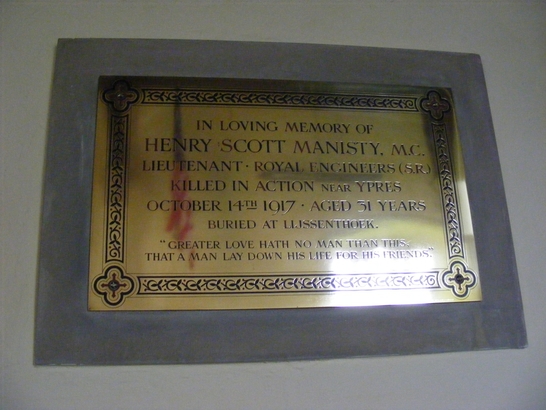 IN LOVING MEMORY OF
HENRY SCOTT MANISTY, M.C.
LIEUTENANT · ROYAL ENGINEERS (S.R.)
KILLED IN ACTION NEAR YPRES
OCTOBER 14TH 1917 · AGED 31 YEARS
BURIED AT LIJSSENTHOEK.
"GREATER LOVE HATH NO MAN THAN THIS;
THAT A MAN LAY DOWN HIS LIFE FOR HIS FRIENDS."